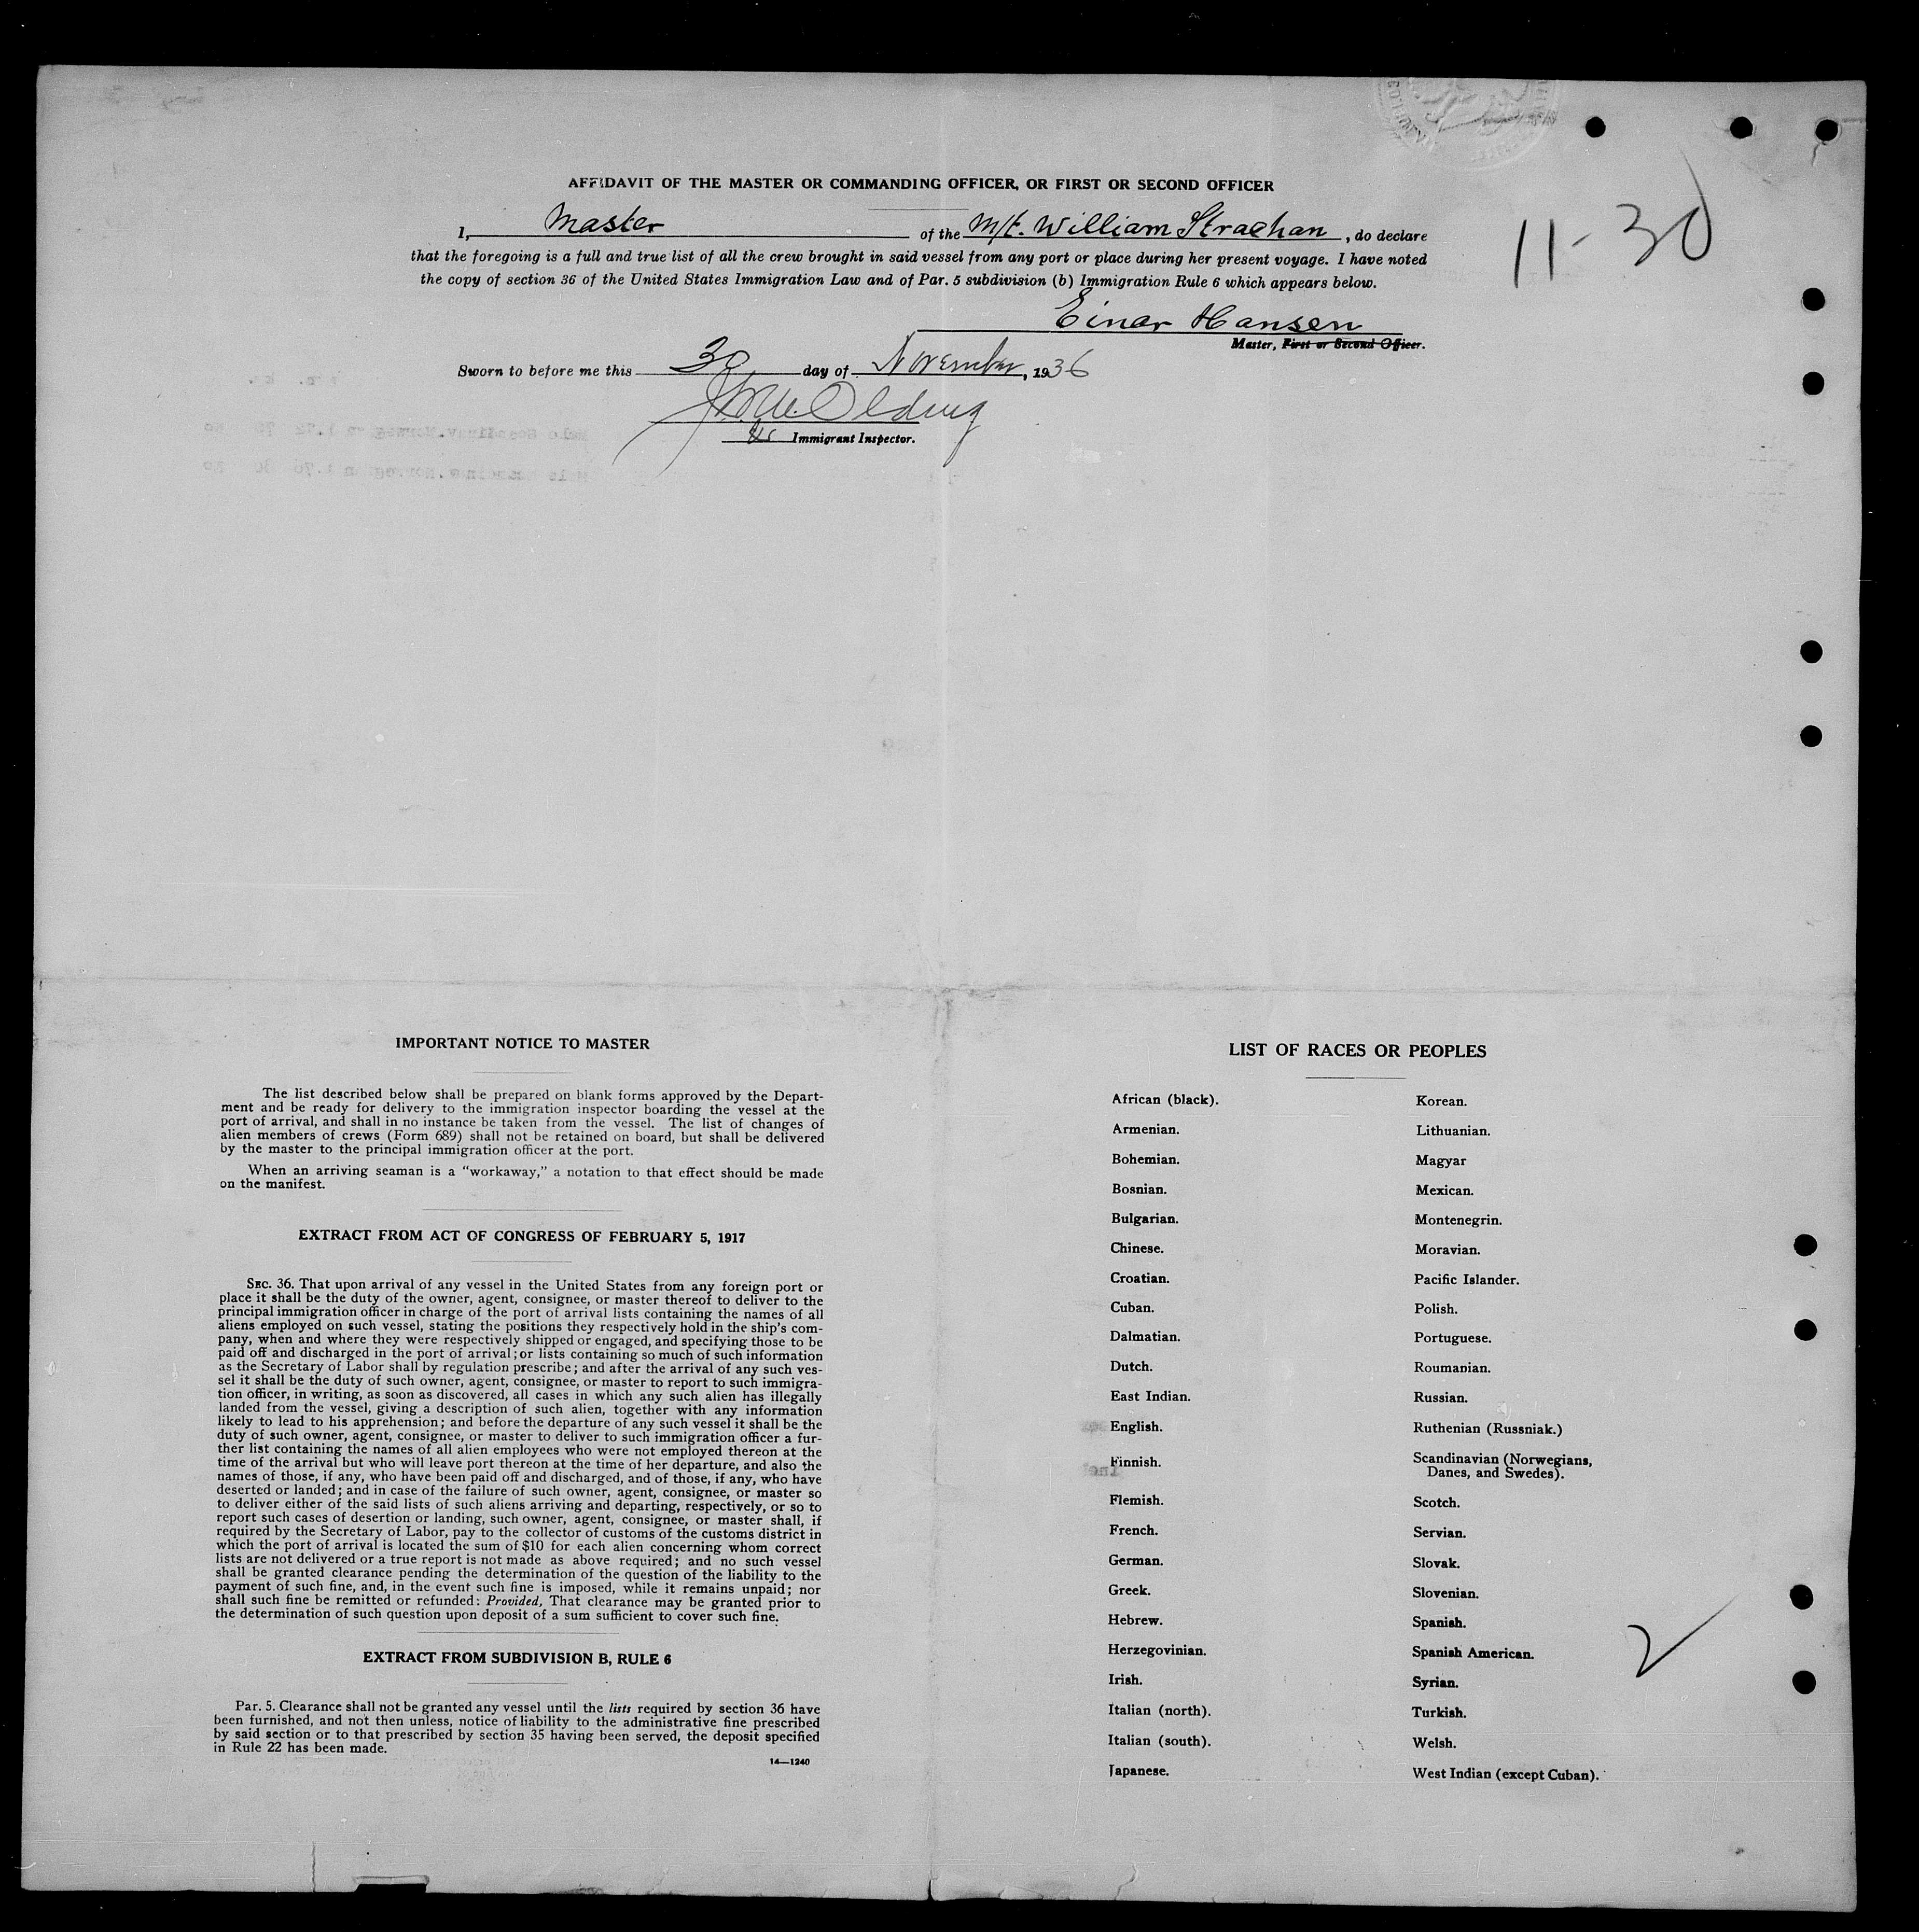 AFFIDAVIT OF THE MASTER OR COMMANDING OFFICER, OR FIRST OR SECOND OFFICER
I, Master of the M/t. William Strachan, do declare
that the foregoing is a full and true list of all the crew brought in said vessel from any port or place during her present voyage. I have noted
the copy of section 36 of the United States Immigration Law and of Par. 5 subdivision (b) Immigration Rule 6 which appears below.
11-30
Einar Hansen
Master, First or Second Officer.
Sworn to before me this 30 day of November, 1936
Olding
Immigrant Inspector.
IMPORTANT NOTICE TO MASTER
The list described below shall be prepared on blank forms approved by the Depart-
ment and be ready for delivery to the immigration inspector boarding the vessel at the
port of arrival, and shall in no instance be taken from the vessel. The list of changes of
alien members of crews (Form 689) shall not be retained on board, but shall be delivered
by the master to the principal immigration officer at the port.
When an arriving seaman is a "workaway," a notation to that effect should be made
on the manifest.
EXTRACT FROM ACT OF CONGRESS OF FEBRUARY 5, 1917
SEC. 36. That upon arrival of any vessel in the United States from any foreign port or
place it shall be the duty of the owner, agent, consignee, or master thereof to deliver to the
principal immigration officer in charge of the port of arrival lists containing the names of all
aliens employed on such vessel, stating the positions they respectively hold in the ship's com-
pany, when and where they were respectively shipped or engaged, and specifying those to be
paid off and discharged in the port of arrival; or lists containing so much of such information
as the Secretary of Labor shall by regulation prescribe; and after the arrival of any such ves-
sel it shall be the duty of such owner, agent, consignee, or master to report to such immigra-
tion officer, in writing, as soon as discovered, all cases in which any such alien has illegally
landed from the vessel, giving a description of such alien, together with any information
likely to lead to his apprehension; and before the departure of any such vessel it shall be the
duty of such owner, agent, consignee, or master to deliver to such immigration officer a fur-
ther list containing the names of all alien employees who were not employed thereon at the
time of the arrival but who will leave port thereon at the time of her departure, and also the
names of those, if any, who have been paid off and discharged, and of those, if any, who have
deserted or landed; and in case of the failure of such owner, agent, consignee, or master so
to deliver either of the said lists of such aliens arriving and departing, respectively, or so to
report such cases of desertion or landing, such owner, agent, consignee, or master shall, if
required by the Secretary of Labor, pay to the collector of customs of the customs district in
which the port of arrival is located the sum of $10 for each alien concerning whom correct
lists are not delivered or a true report is not made as above required; and no such vessel
shall be granted clearance pending the determination of the question of the liability to the
payment of such fine, and, in the event such fine is imposed, while it remains unpaid; nor
shall such fine be remitted or refunded: Provided, That clearance may be granted prior to
the determination of such question upon deposit of a sum sufficient to cover such fine.
EXTRACT FROM SUBDIVISION B, RULE 6
Par. 5. Clearance shall not be granted any vessel until the lists required by section 36 have
been furnished, and not then unless, notice of liability to the administrative fine prescribed
by said section or to that prescribed by section 35 having been served, the deposit specified
in Rule 22 has been made.
14—1240
LIST OF RACES OR PEOPLES
African (black).
Armenian.
Bohemian.
Bosnian.
Bulgarian.
Chinese.
Croatian.
Cuban.
Dalmatian.
Dutch.
East Indian.
English.
Finnish.
Flemish.
French.
German.
Greek.
Hebrew.
Herzegovinian.
Irish.
Italian (north).
Italian (south).
Japanese.
Korean.
Lithuanian.
Magyar
Mexican.
Montenegrin.
Moravian.
Pacific Islander.
Polish.
Portuguese.
Roumanian.
Russian.
Ruthenian (Russniak.)
Scandinavian (Norwegians,
Danes, and Swedes).
Scotch.
Servian.
Slovak.
Slovenian.
Spanish.
Spanish American.
Syrian.
Turkish.
Welsh.
West Indian (except Cuban).
2